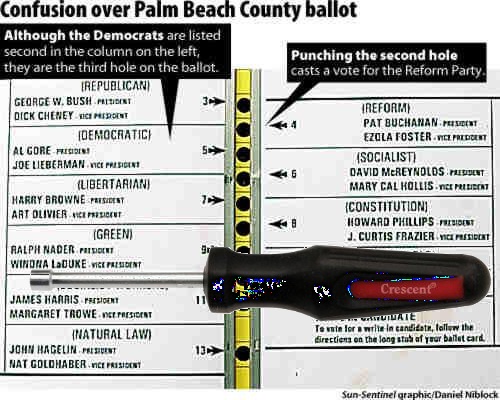 Confusion over Palm Beach County ballot
Although the Democrats are listed
second in the column on the left,
they are the third hole on the ballot.
Punching the second hole
casts a vote for the Reform Party.
(REPUBLICAN)
GEORGE W. BUSH - PRESIDENT
DICK CHENEY - VICE PRESIDENT
3
(DEMOCRATIC)
AL GORE - PRESIDENT
JOE LIEBERMAN - VICE PRESIDENT
5
(LIBERTARIAN)
HARRY BROWNE - PRESIDENT
ART OLIVIER - VICE PRESIDENT
7
(GREEN)
RALPH NADER - PRESIDENT
WINONA LaDUKE - VICE PRESIDENT
9
JAMES HARRIS - PRESIDENT
MARGARET TROWE - VICE PRESIDENT
11
(NATURAL LAW)
JOHN HAGELIN - PRESIDENT
NAT GOLDHABER - VICE PRESIDENT
13
(REFORM)
4
PAT BUCHANAN - PRESIDENT
EZOLA FOSTER - VICE PRESIDENT
(SOCIALIST)
6
DAVID McREYNOLDS - PRESIDENT
MARY CAL HOLLIS - VICE PRESIDENT
(CONSTITUTION)
8
HOWARD PHILLIPS - PRESIDENT
J. CURTIS FRAZIER - VICE PRESIDENT
Crescent
CANDIDATE
To vote for a write-in candidate, follow the
directions on the long stub of your ballot card.
Sun-Sentinel graphic/Daniel Niblock